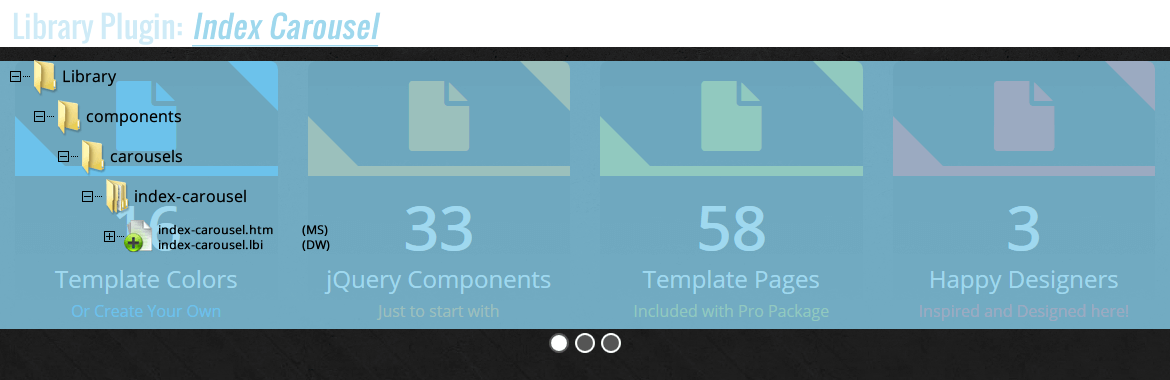 Library Plugin: Index Carousel
Library
components
carousels
index-carousel
index-carousel.htm (MS)
index-carousel.lbi (DW)
16
33
58
3
Template Colors
jQuery Components
Template Pages
Happy Designers
Or Create Your Own
Just to start with
Included with Pro Package
Inspired and Designed here!